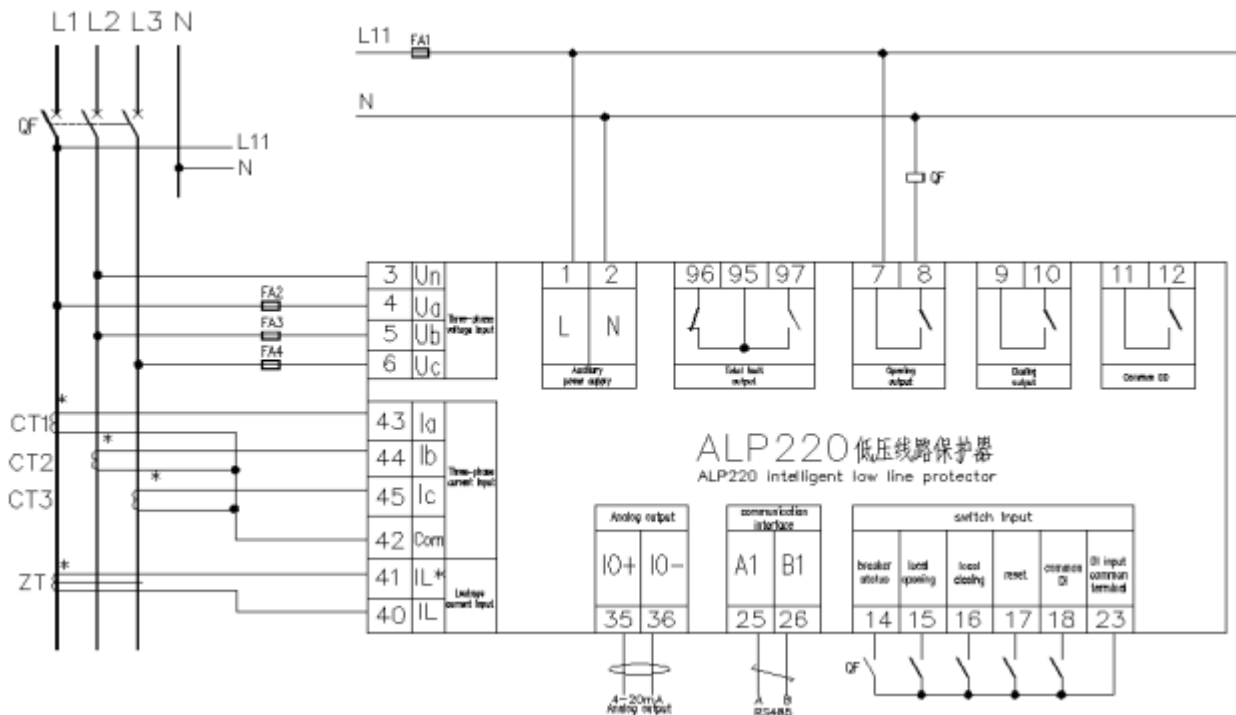 L1 L2 L3 N
L11 FA1
N
QF
L11
N
QF
3 Un
4 Ua
5 Ub
6 Uc
Three-phase voltage input
FA2
FA3
FA4
1 2
L N
Auxiliary power supply
96 95 97
Total fault output
7 8
Opening output
9 10
Closing output
11 12
Common DO
CT1 *
CT2 *
CT3 *
43 Ia
44 Ib
45 Ic
42 Com
Three-phase current input
ZT *
41 IL*
40 IL
Leakage current input
ALP220低压线路保护器
ALP220 intelligent low line protector
Analog output
IO+ IO-
35 36
4-20mA
Analog output
communication interface
A1 B1
25 26
A B
RS485
switch input
breaker status
local opening
local closing
reset
common DI
DI input common terminal
14 15 16 17 18 23
QF